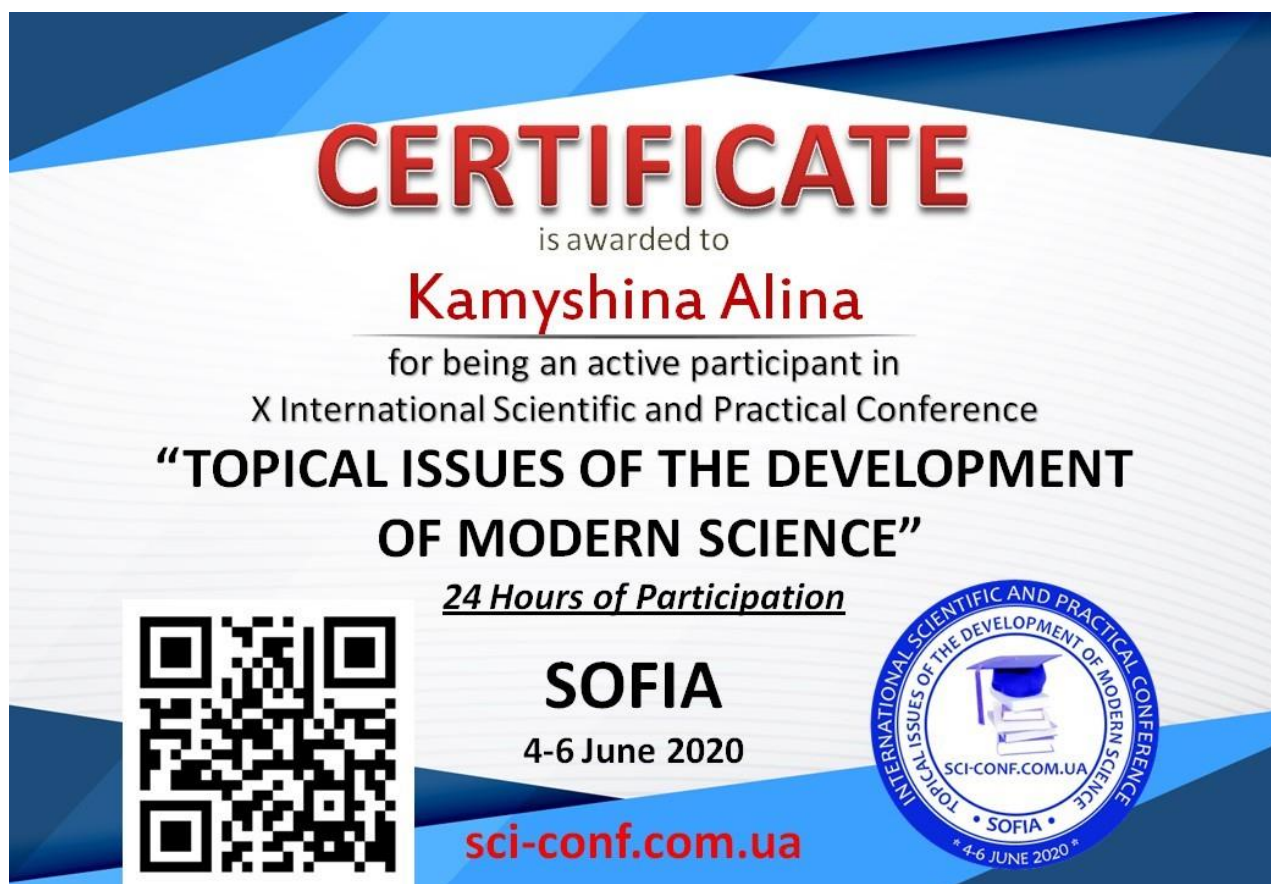 CERTIFICATE
is awarded to
Kamyshina Alina
for being an active participant in
X International Scientific and Practical Conference
“TOPICAL ISSUES OF THE DEVELOPMENT
OF MODERN SCIENCE”
24 Hours of Participation
SOFIA
4-6 June 2020
sci-conf.com.ua
INTERNATIONAL SCIENTIFIC AND PRACTICAL CONFERENCE
TOPICAL ISSUES OF THE DEVELOPMENT OF MODERN SCIENCE
SCI-CONF.COM.UA
• SOFIA •
* 4-6 JUNE 2020 *